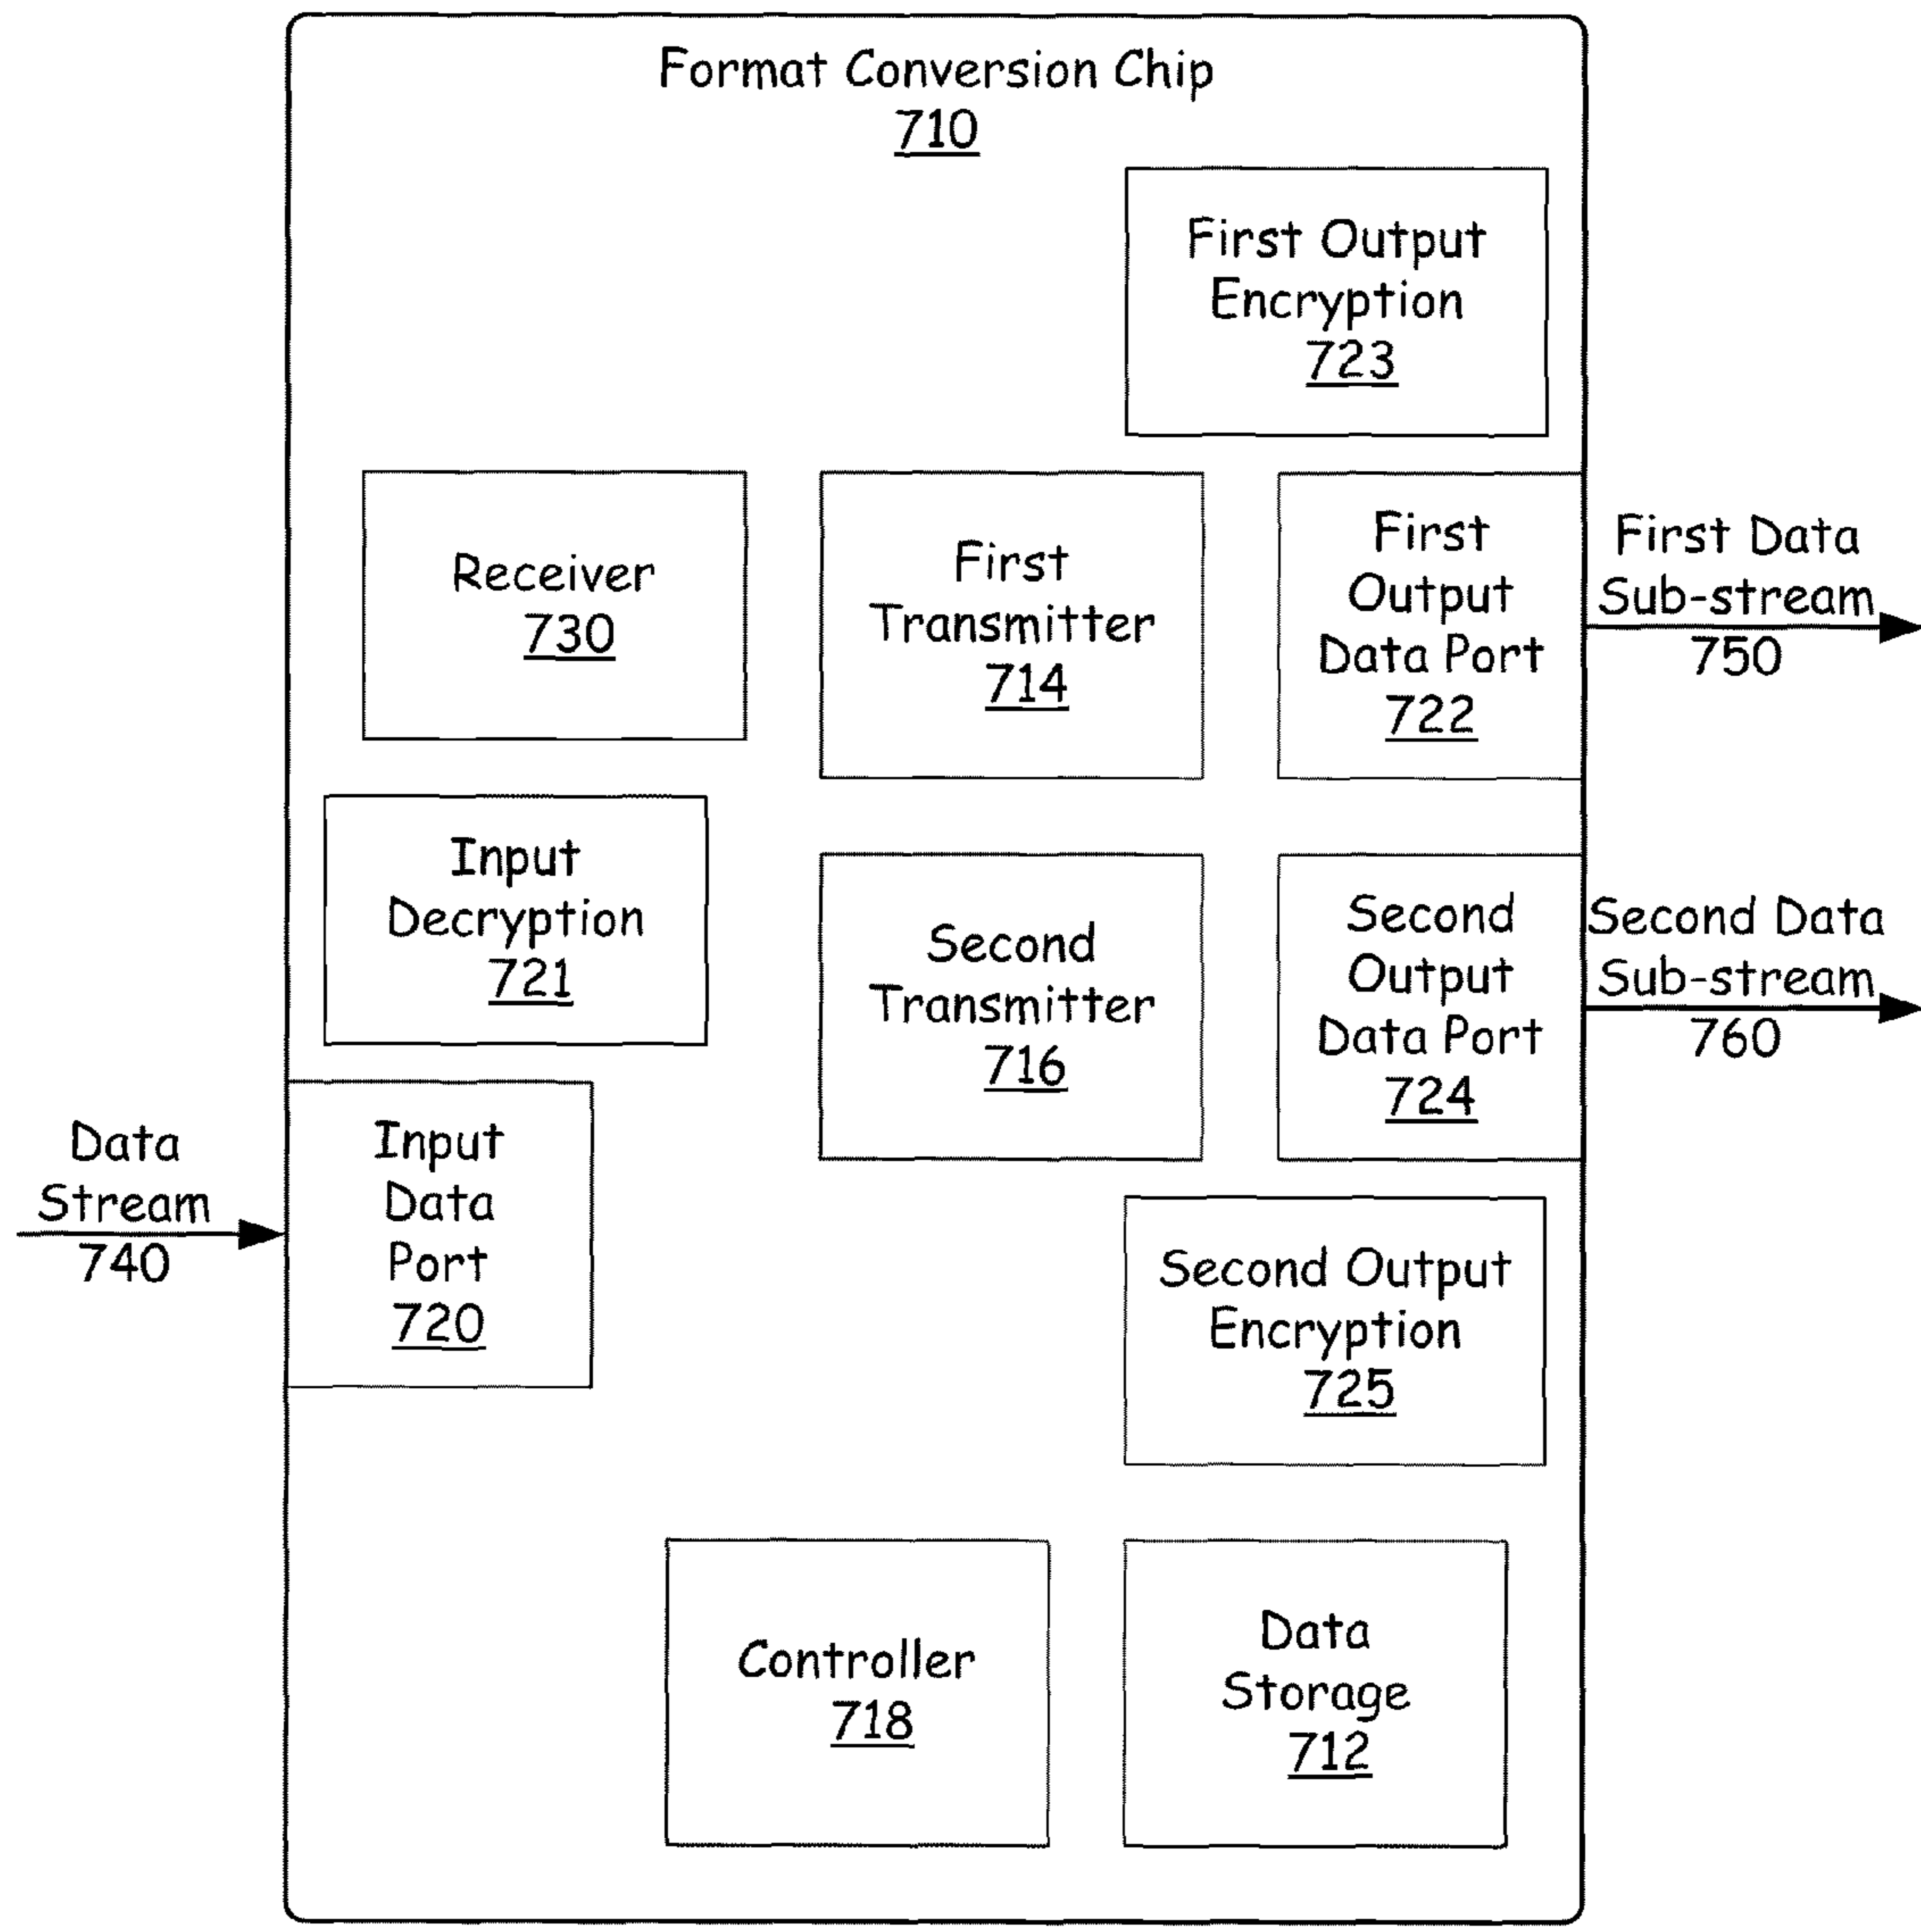 Format Conversion Chip
710
First Output
Encryption
723
Receiver
730
First
Transmitter
714
First
Output
Data Port
722
First Data
Sub-stream
750
Input
Decryption
721
Second
Transmitter
716
Second
Output
Data Port
724
Second Data
Sub-stream
760
Data
Stream
740
Input
Data
Port
720
Second Output
Encryption
725
Controller
718
Data
Storage
712